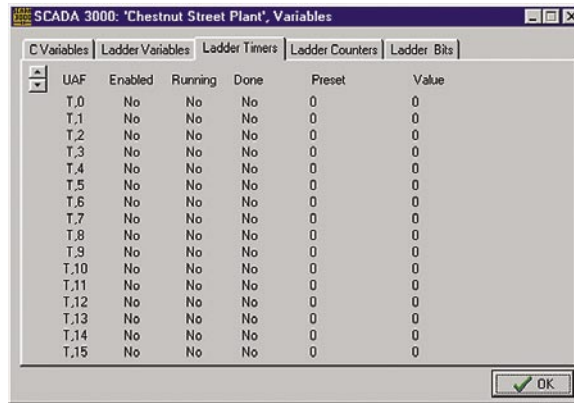 SCADA 3000: 'Chestnut Street Plant', Variables
C Variables Ladder Variables Ladder Timers Ladder Counters Ladder Bits
UAF Enabled Running Done Preset Value
T,0 No No No 0 0
T,1 No No No 0 0
T,2 No No No 0 0
T,3 No No No 0 0
T,4 No No No 0 0
T,5 No No No 0 0
T,6 No No No 0 0
T,7 No No No 0 0
T,8 No No No 0 0
T,9 No No No 0 0
T,10 No No No 0 0
T,11 No No No 0 0
T,12 No No No 0 0
T,13 No No No 0 0
T,14 No No No 0 0
T,15 No No No 0 0
OK